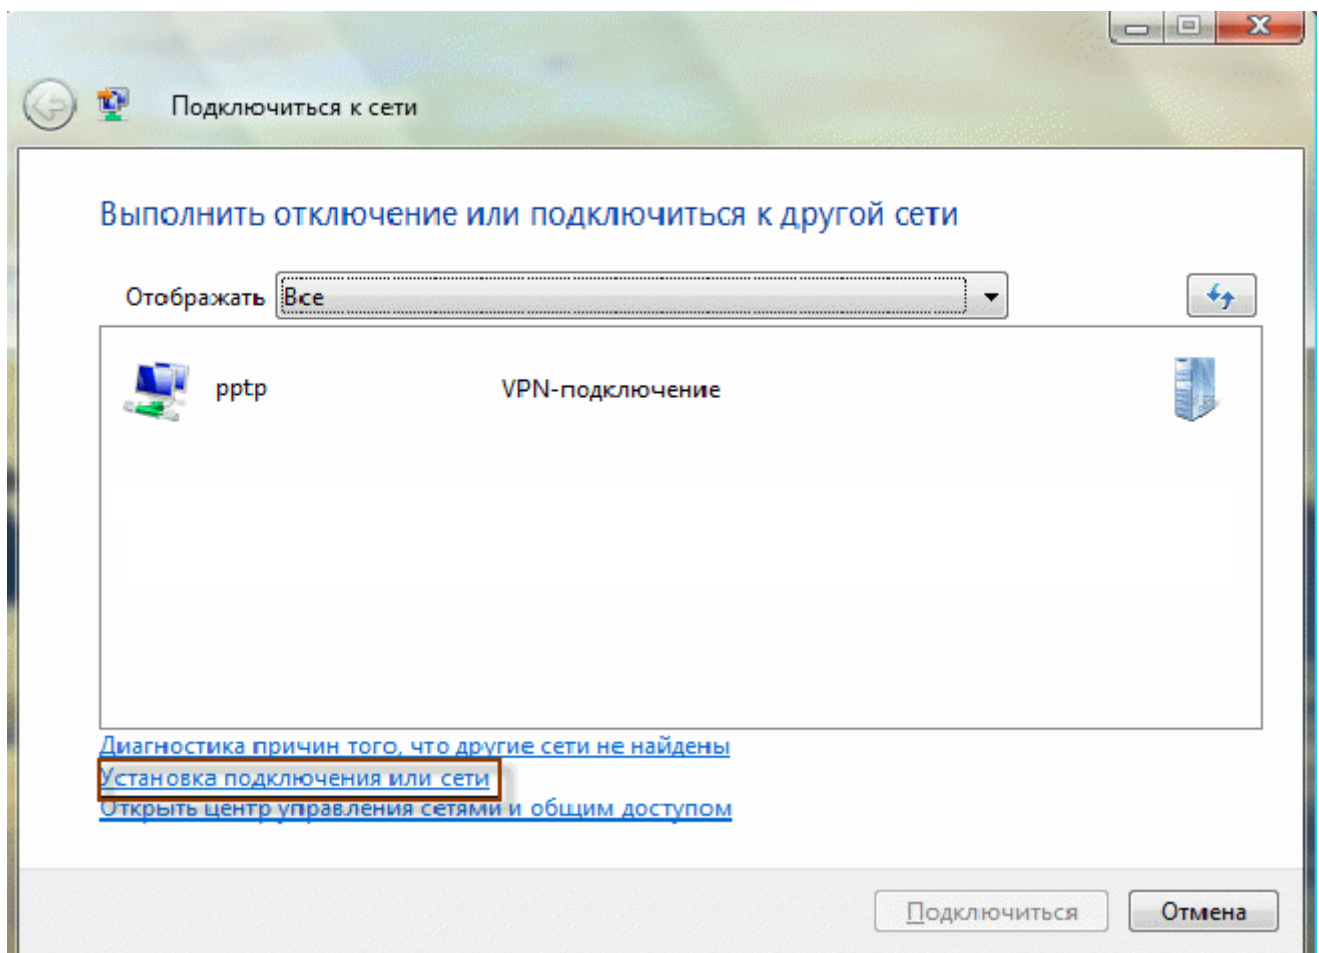 Подключиться к сети
Выполнить отключение или подключиться к другой сети
Отображать Все
pptp VPN-подключение
Диагностика причин того, что другие сети не найдены
Установка подключения или сети
Открыть центр управления сетями и общим доступом
Подключиться Отмена